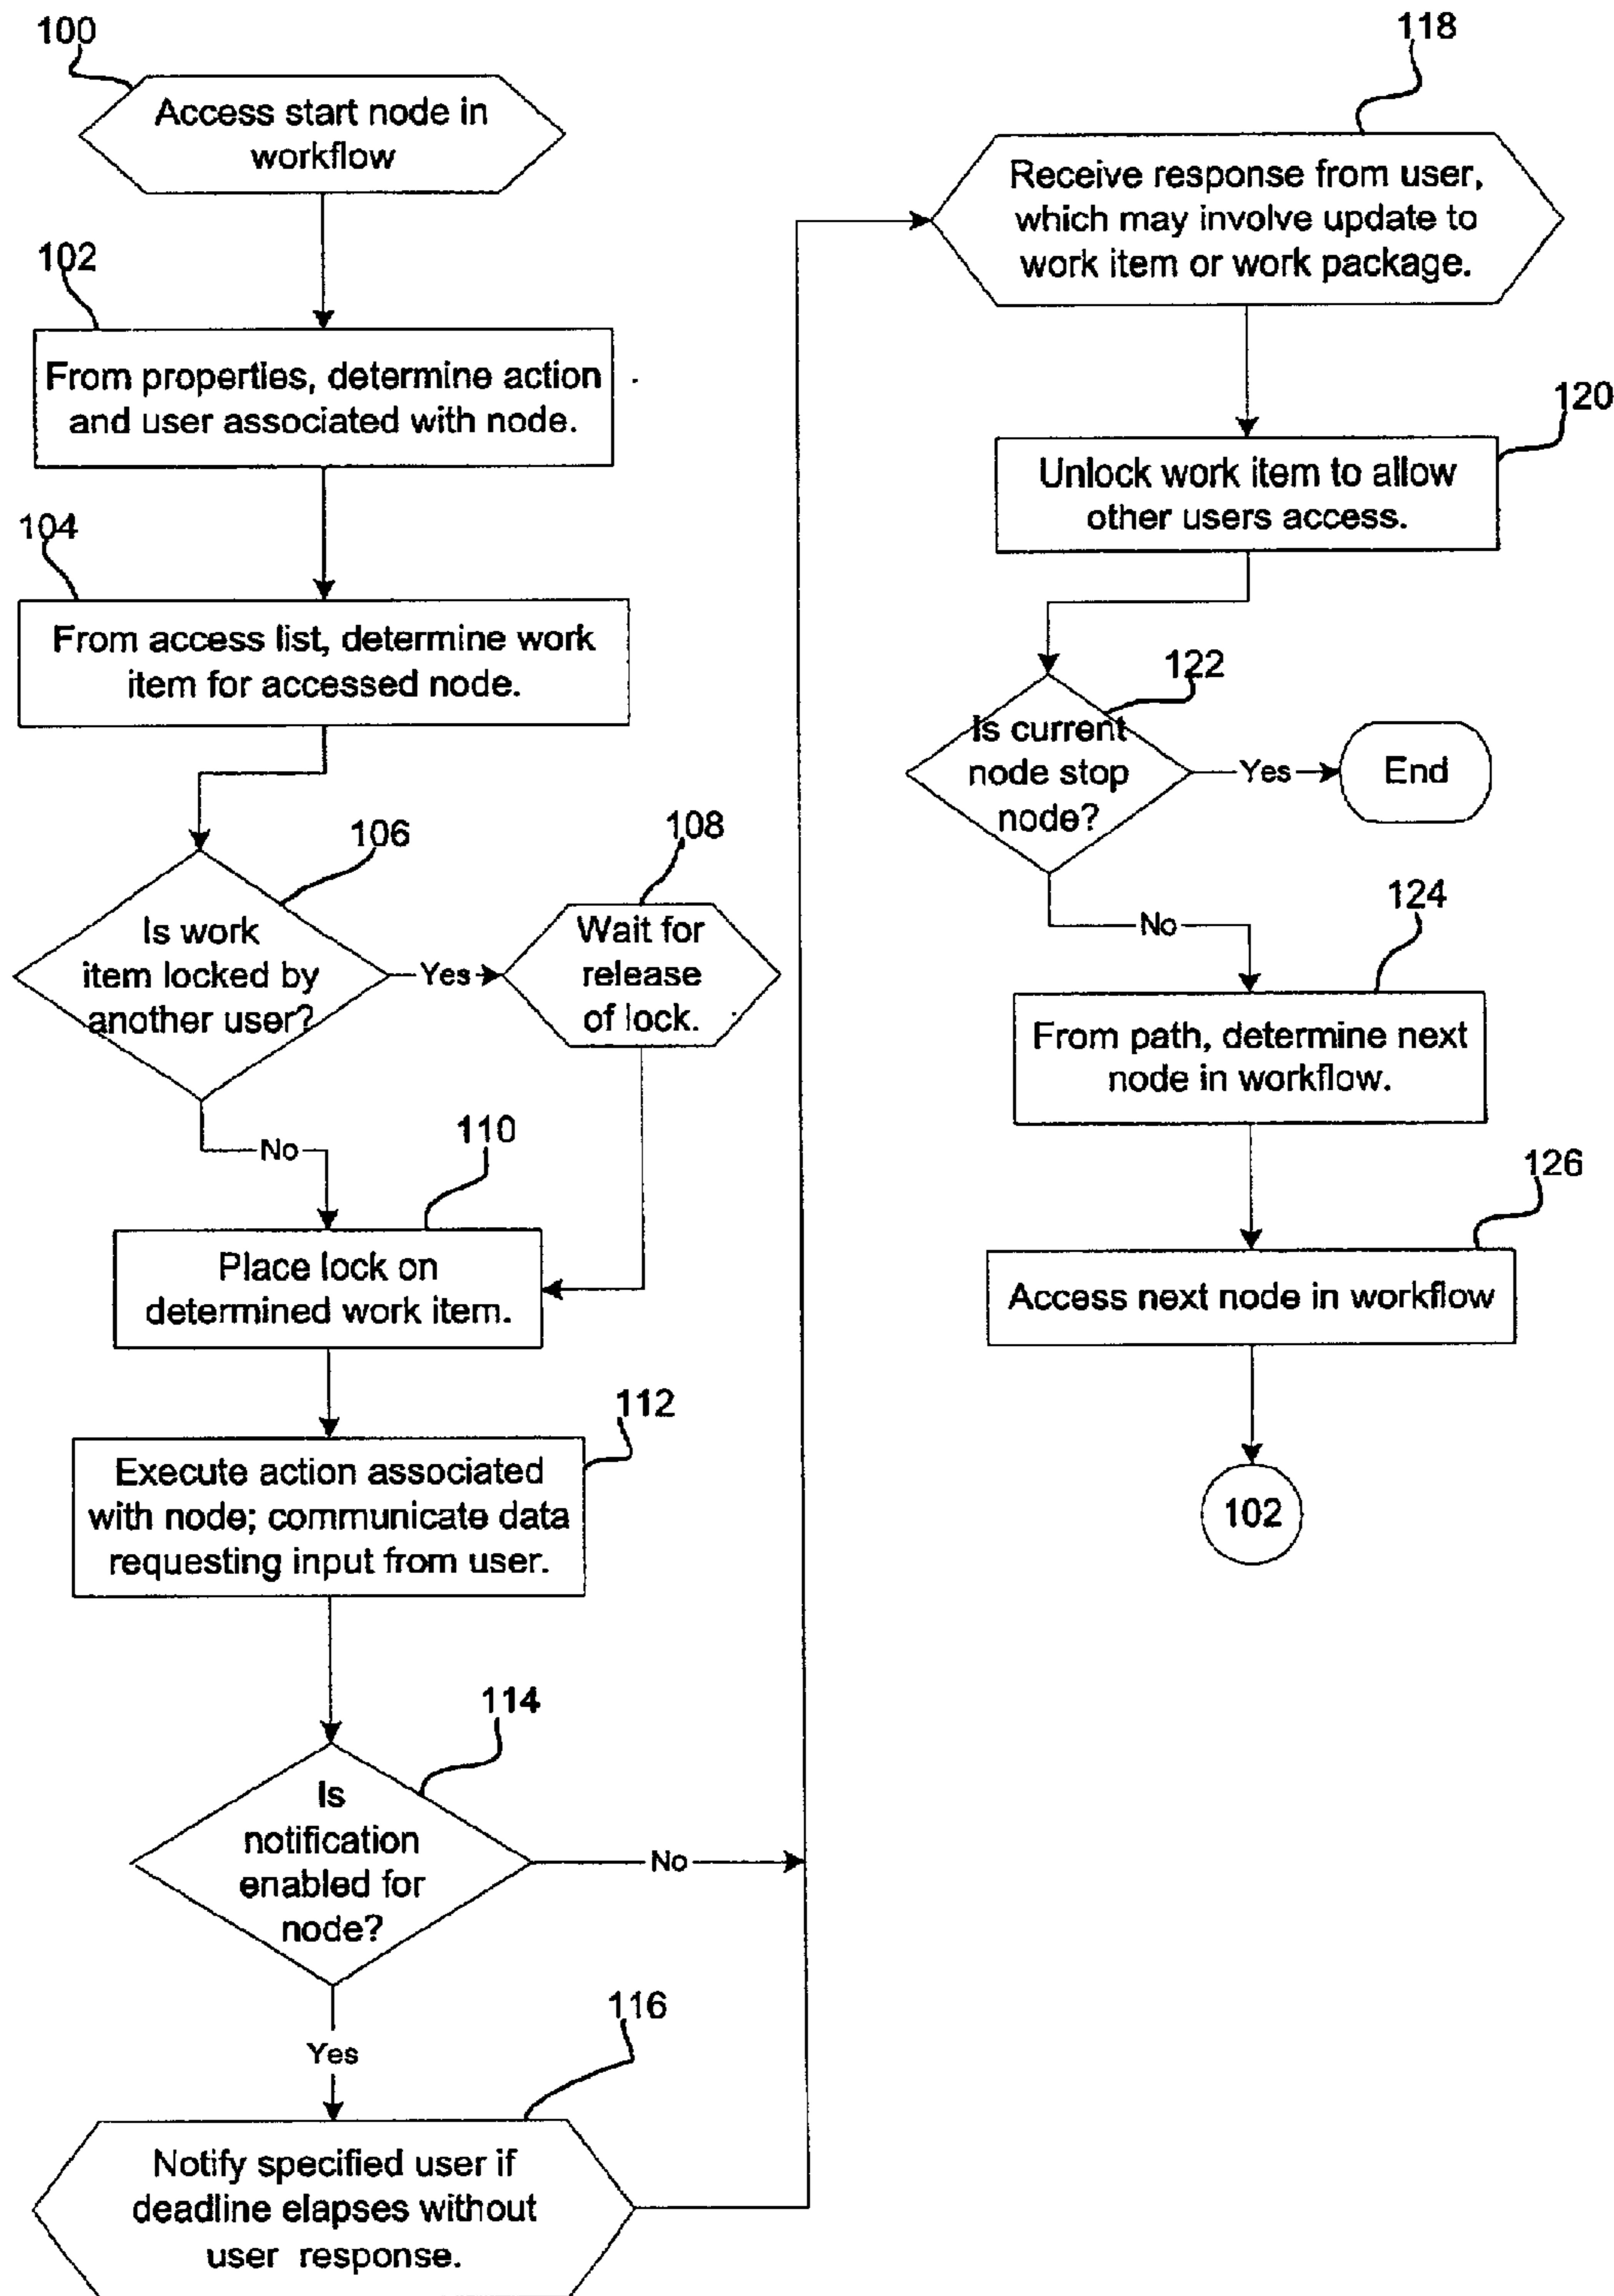 100
Access start node in
workflow
102
From properties, determine action
and user associated with node.
104
From access list, determine work
item for accessed node.
106
Is work
item locked by
another user?
Yes
108
Wait for
release
of lock.
No
110
Place lock on
determined work item.
112
Execute action associated
with node; communicate data
requesting input from user.
114
Is
notification
enabled for
node?
No
Yes
116
Notify specified user if
deadline elapses without
user response.
118
Receive response from user,
which may involve update to
work item or work package.
120
Unlock work item to allow
other users access.
122
Is current
node stop
node?
Yes
End
No
124
From path, determine next
node in workflow.
126
Access next node in workflow
102